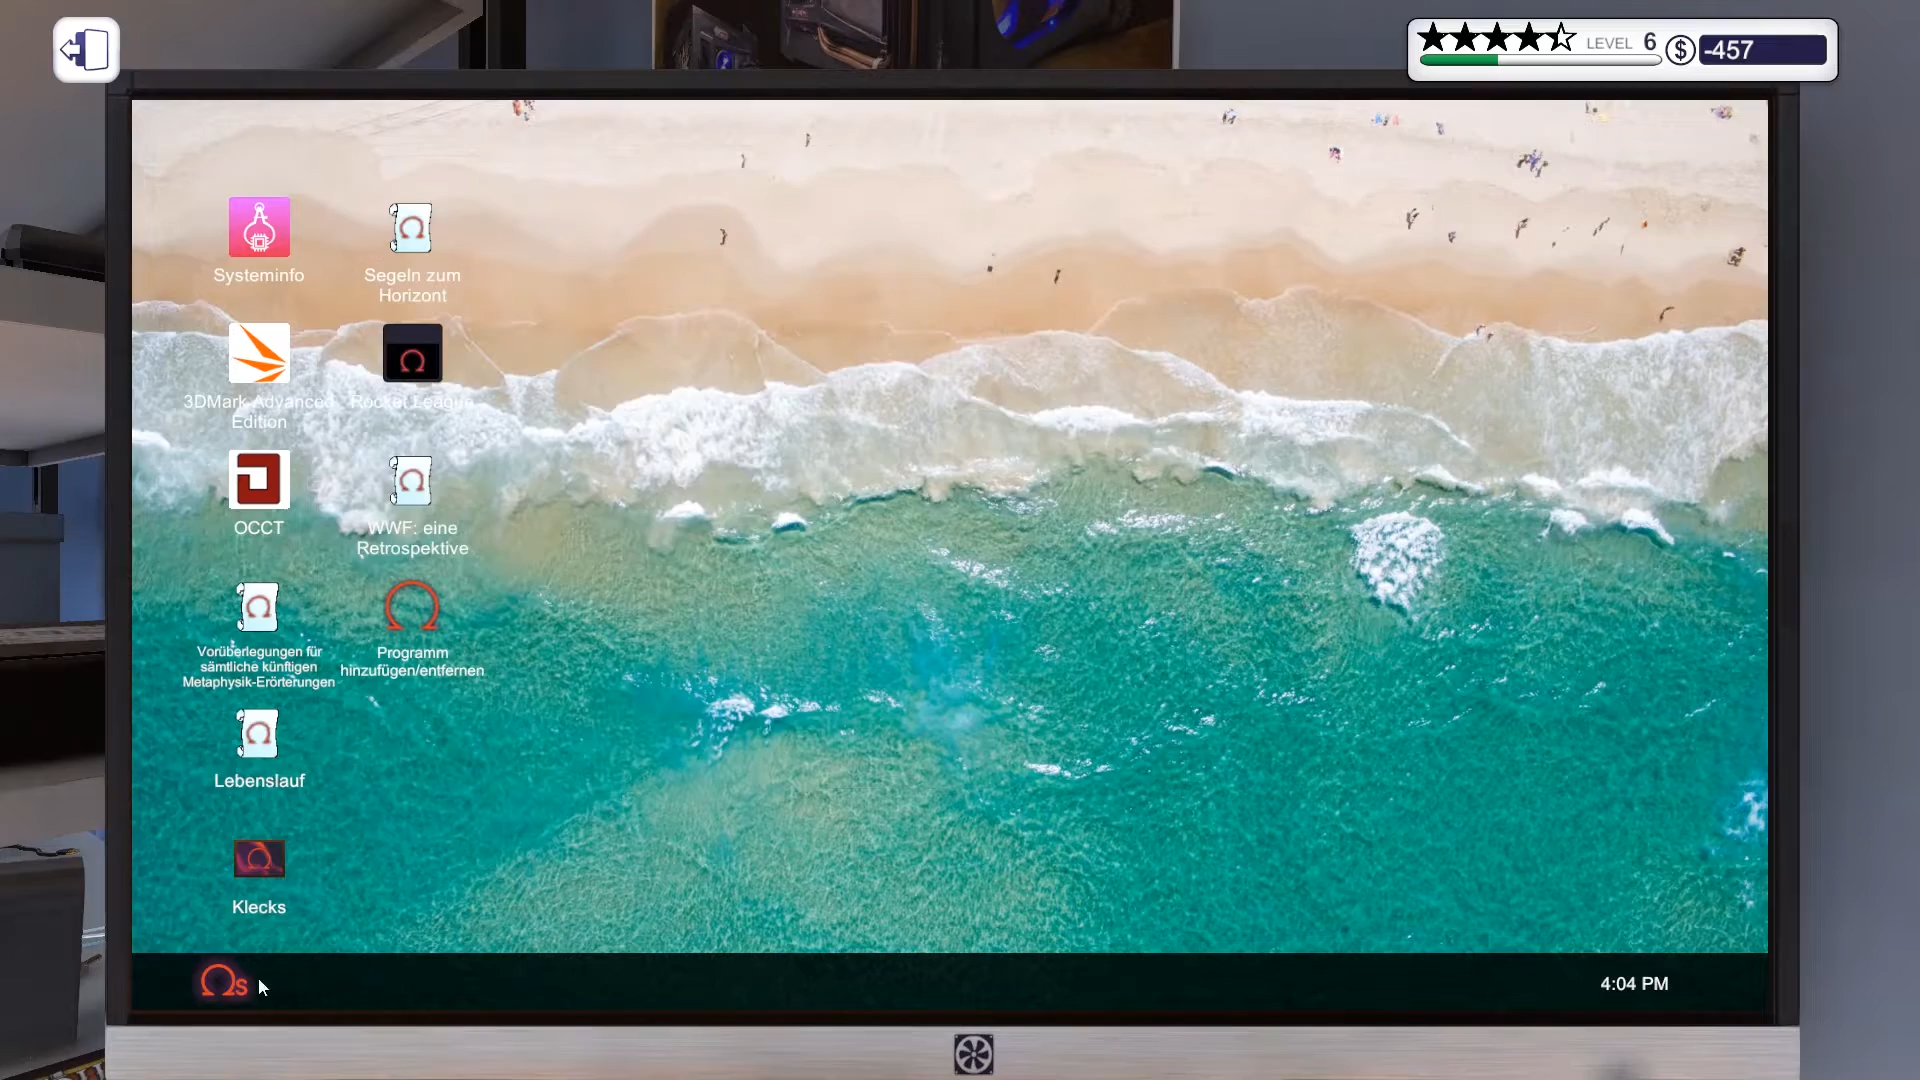 LEVEL 6
$ -457
Systeminfo
Segeln zum
Horizont
3DMark Advanced
Edition
Rocket League
OCCT
WWF: eine
Retrospektive
Vorüberlegungen für
sämtliche künftigen
Metaphysik-Erörterungen
Programm
hinzufügen/entfernen
Lebenslauf
Klecks
Ωs
4:04 PM